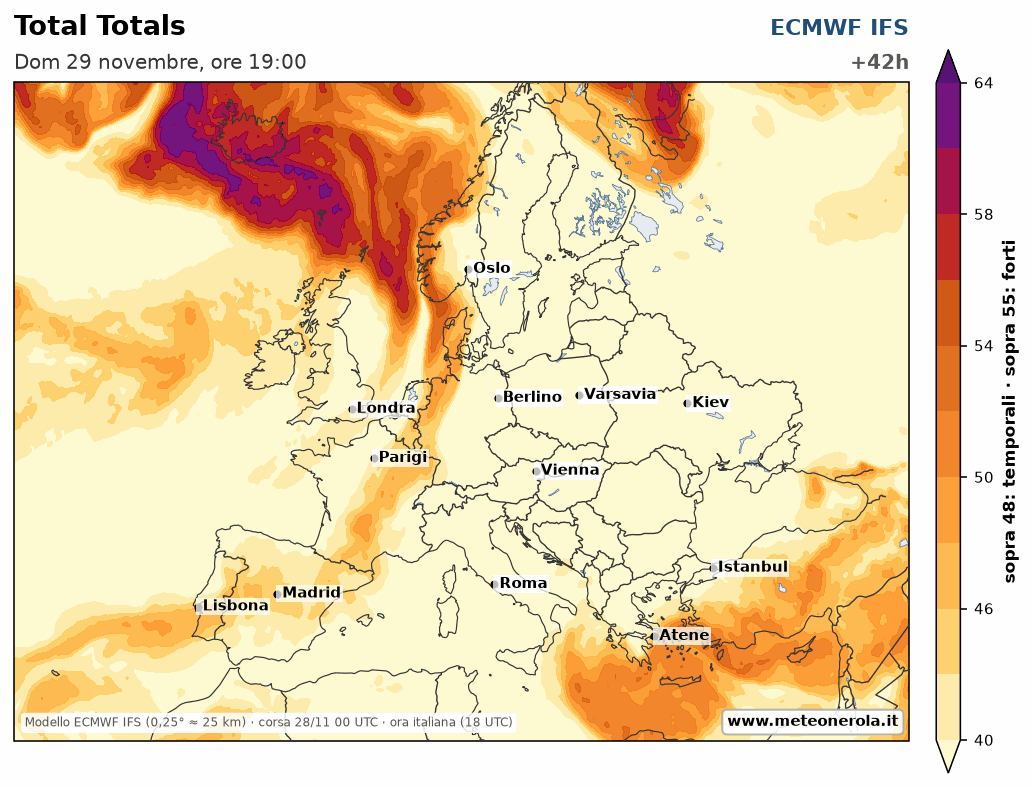 Total Totals
ECMWF IFS
Dom 29 novembre, ore 19:00
+42h
64
58
54
50
46
40
sopra 48: temporali · sopra 55: forti
Oslo
Berlino
Varsavia
Kiev
Londra
Parigi
Vienna
Istanbul
Roma
Madrid
Lisbona
Atene
Modello ECMWF IFS (0,25° ≈ 25 km) · corsa 28/11 00 UTC · ora italiana (18 UTC)
www.meteonerola.it